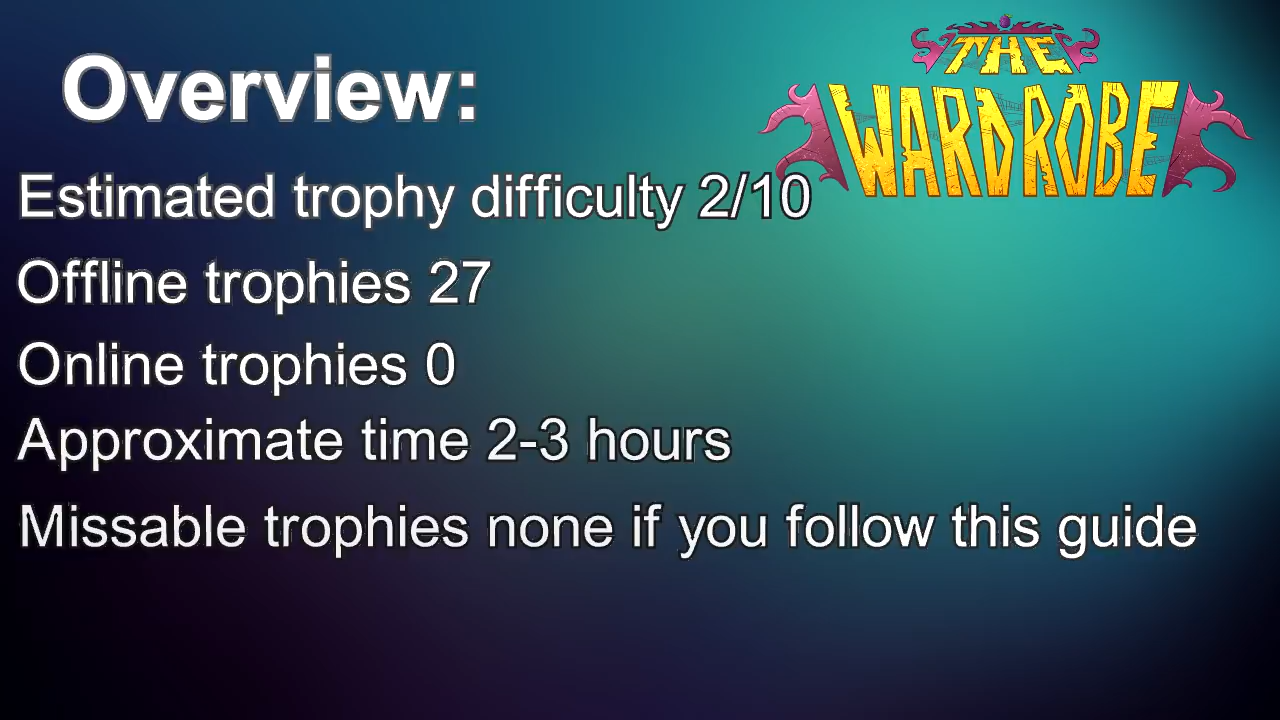 THE
WARDROBE
Overview:
Estimated trophy difficulty 2/10
Offline trophies 27
Online trophies 0
Approximate time 2-3 hours
Missable trophies none if you follow this guide